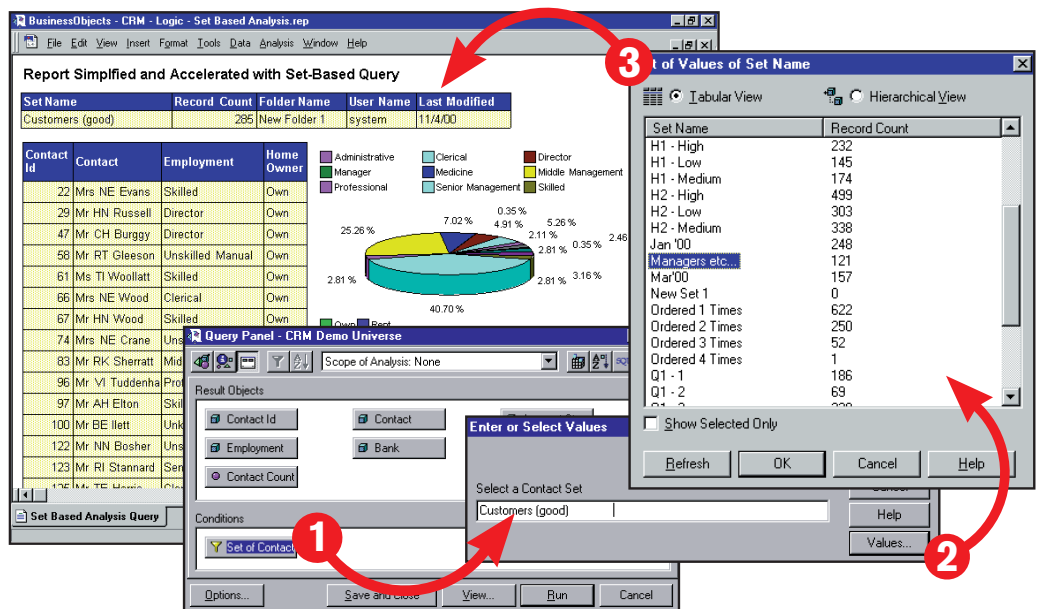 BusinessObjects - CRM - Logic - Set Based Analysis.rep
File Edit View Insert Format Tools Data Analysis Window Help
Report Simplfied and Accelerated with Set-Based Query
Set Name Record Count Folder Name User Name Last Modified
Customers (good) 285 New Folder 1 system 11/4/00
Contact Id Contact Employment Home Owner
22 Mrs NE Evans Skilled Own
29 Mr HN Russell Director Own
47 Mr CH Burggy Director Own
58 Mr RT Gleeson Unskilled Manual Own
61 Ms TI Woollatt Skilled Own
66 Mrs NE Wood Clerical Own
67 Mr HN Wood Skilled Own
74 Mrs NE Crane Uns
83 Mr RK Sherratt Mid
96 Mr VI Tuddenha Prof
97 Mr AH Elton Skil
100 Mr BE Ilett Unk
122 Mr NN Bosher Uns
123 Mr RI Stannard Sen
Administrative Clerical Director
Manager Medicine Middle Management
Professional Senior Management Skilled
0.35 %
7.02 % 4.91 % 5.26 %
25.26 % 2.11 %
2.81 % 0.35 % 2.46
2.81 % 2.81 % 3.16 %
40.70 %
Own Rent
Set Based Analysis Query
3
of Values of Set Name
Tabular View Hierarchical View
Set Name Record Count
H1 - High 232
H1 - Low 145
H1 - Medium 174
H2 - High 499
H2 - Low 303
H2 - Medium 338
Jan '00 248
Managers etc... 121
Mar'00 157
New Set 1 0
Ordered 1 Times 622
Ordered 2 Times 250
Ordered 3 Times 52
Ordered 4 Times 1
Q1 - 1 186
Q1 - 2 69
Show Selected Only
Refresh OK Cancel Help
Query Panel - CRM Demo Universe
Scope of Analysis: None
Result Objects
Contact Id Contact
Employment Bank
Contact Count
Conditions
Set of Contact
1
Options... Save and Close View... Run Cancel
Enter or Select Values
Select a Contact Set
Customers (good)
Cancel
Help
Values...
2